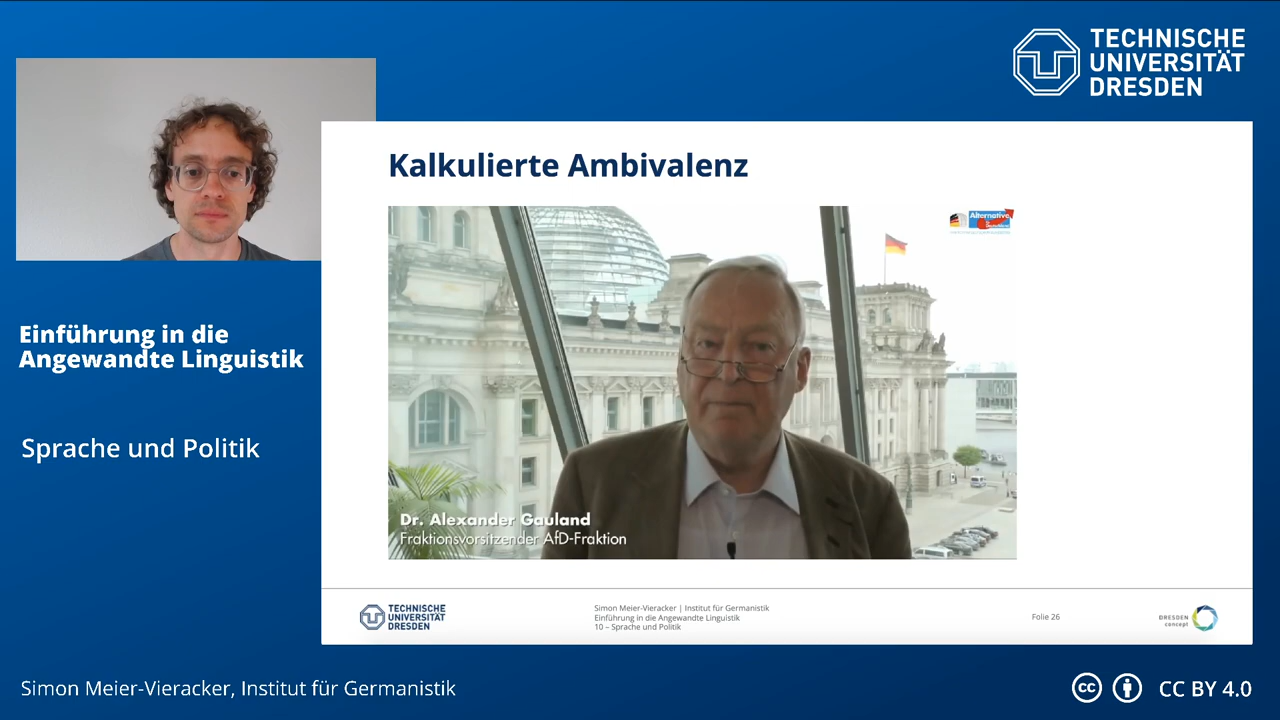 TECHNISCHE
UNIVERSITÄT
DRESDEN
Kalkulierte Ambivalenz
Alternative
Einführung in die
Angewandte Linguistik
Sprache und Politik
Dr. Alexander Gauland
Fraktionsvorsitzender AfD-Fraktion
TECHNISCHE
UNIVERSITÄT
DRESDEN
Simon Meier-Vieracker | Institut für Germanistik
Einführung in die Angewandte Linguistik
10 – Sprache und Politik
Folie 26
DRESDEN
concept
Simon Meier-Vieracker, Institut für Germanistik
cc
CC BY 4.0